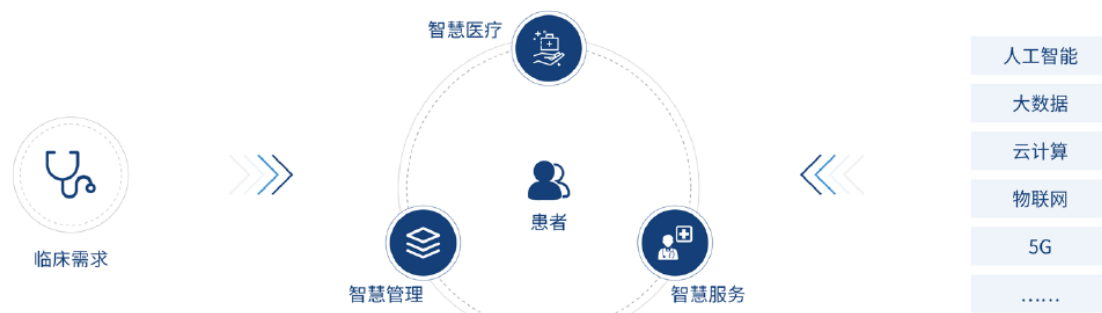 智慧医疗
患者
智慧管理
智慧服务
临床需求
人工智能
大数据
云计算
物联网
5G
……